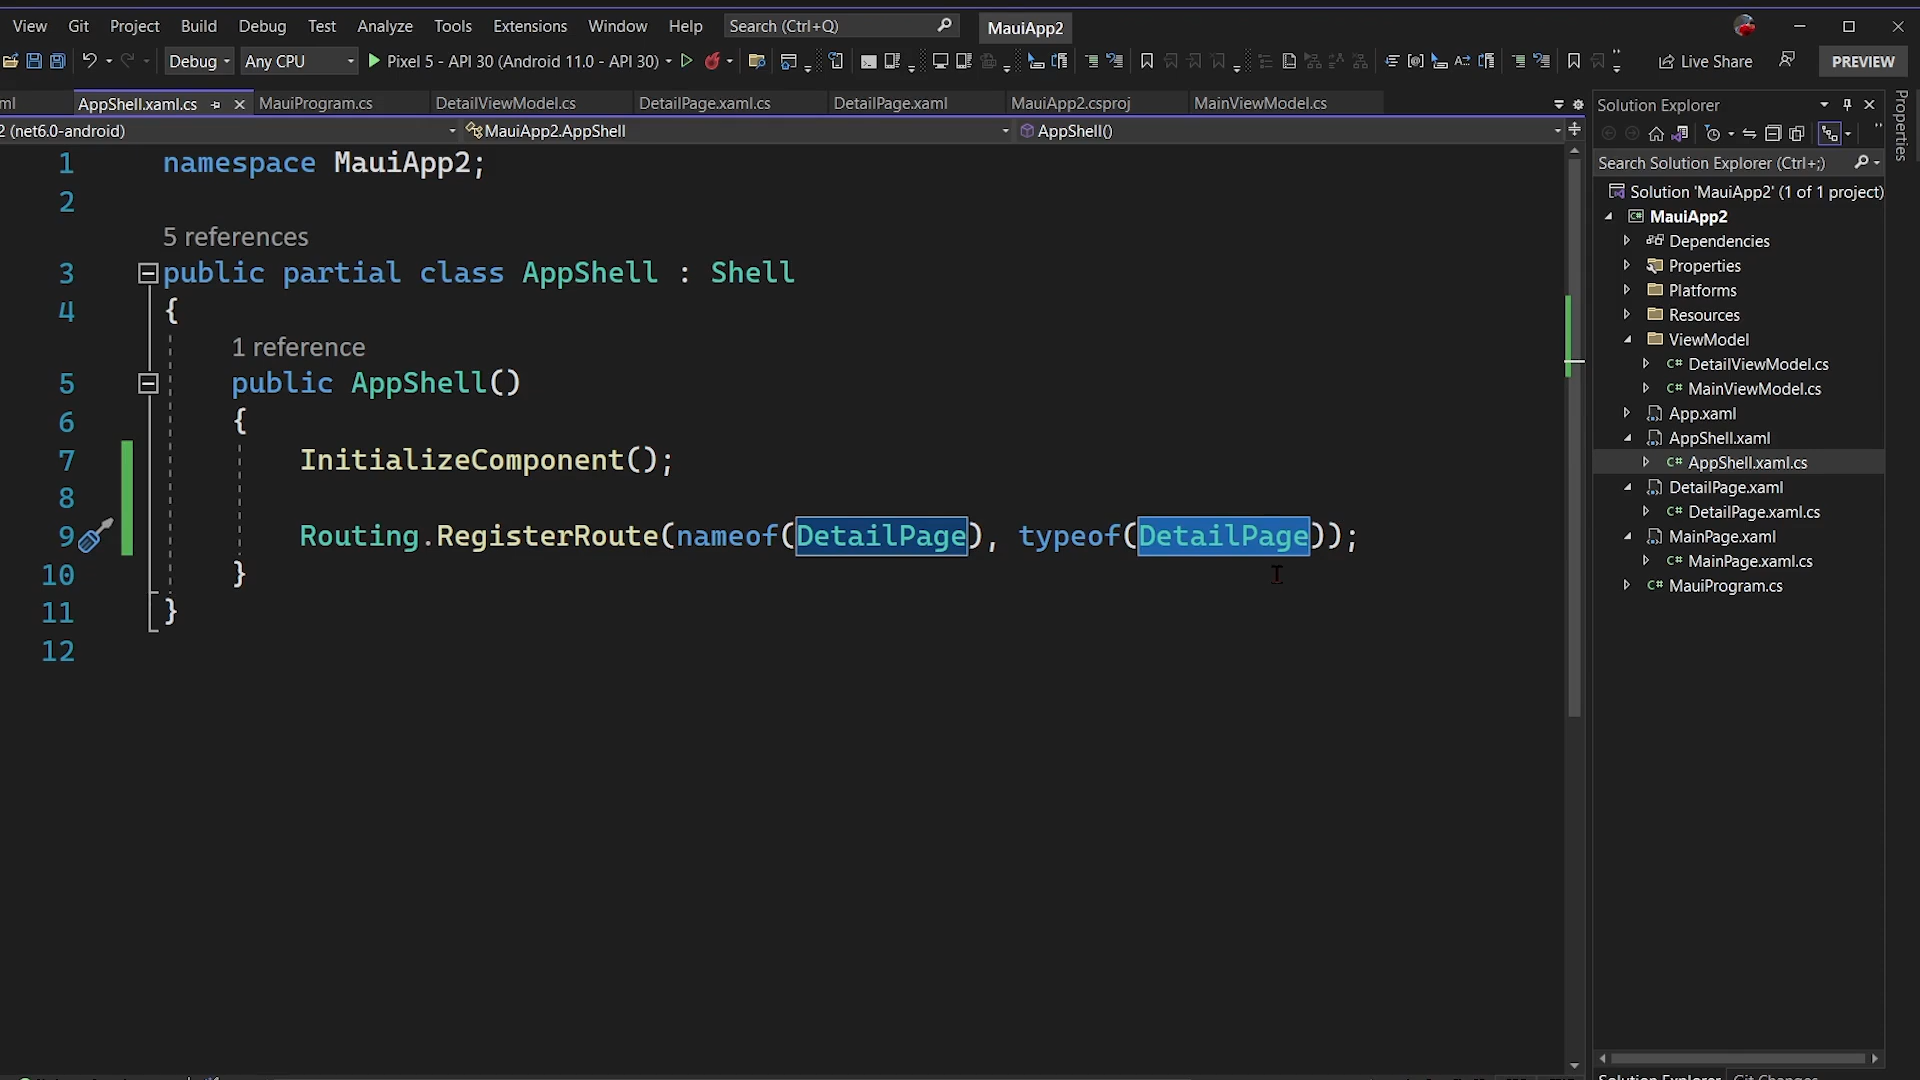 View Git Project Build Debug Test Analyze Tools Extensions Window Help Search (Ctrl+Q) MauiApp2
Debug Any CPU Pixel 5 - API 30 (Android 11.0 - API 30) Live Share PREVIEW
ml AppShell.xaml.cs MauiProgram.cs DetailViewModel.cs DetailPage.xaml.cs DetailPage.xaml MauiApp2.csproj MainViewModel.cs
2 (net6.0-android) MauiApp2.AppShell AppShell()
1 namespace MauiApp2;
2
5 references
3 public partial class AppShell : Shell
4 {
1 reference
5 public AppShell()
6 {
7 InitializeComponent();
8
9 Routing.RegisterRoute(nameof(DetailPage), typeof(DetailPage));
10 }
11 }
12
Solution Explorer
Search Solution Explorer (Ctrl+;)
Solution 'MauiApp2' (1 of 1 project)
C# MauiApp2
Dependencies
Properties
Platforms
Resources
ViewModel
C# DetailViewModel.cs
C# MainViewModel.cs
App.xaml
AppShell.xaml
C# AppShell.xaml.cs
DetailPage.xaml
C# DetailPage.xaml.cs
MainPage.xaml
C# MainPage.xaml.cs
C# MauiProgram.cs
Solution Explorer Git Changes
Properties